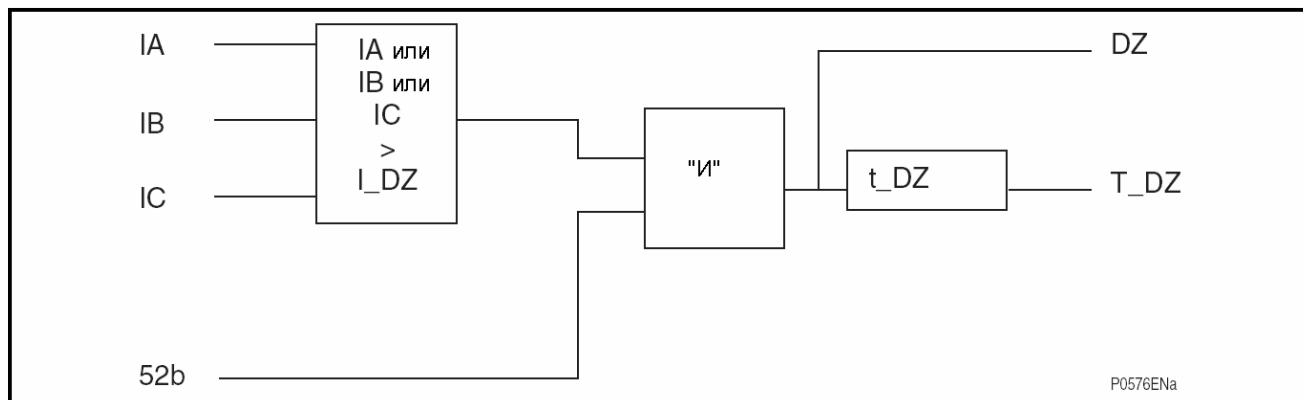 IA
IB
IC
IA или
IB или
IC
>
I_DZ
"И"
t_DZ
DZ
T_DZ
52b
P0576ENa